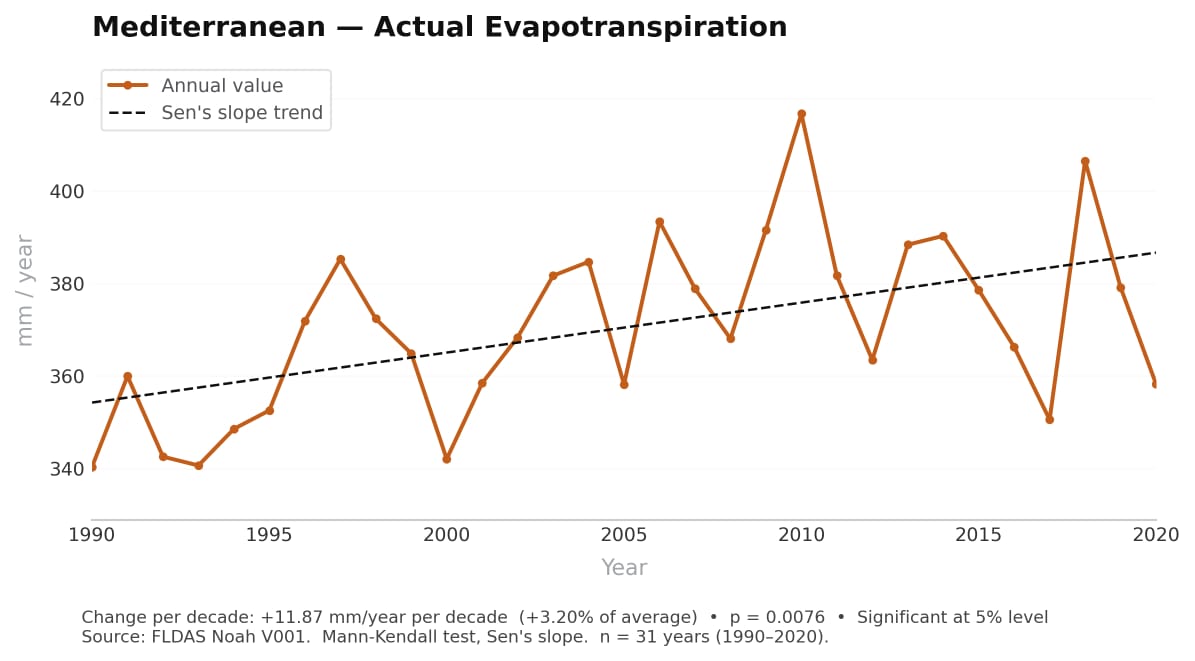 Mediterranean — Actual Evapotranspiration
Annual value
Sen's slope trend
420
400
380
360
340
mm / year
1990
1995
2000
2005
2010
2015
2020
Year
Change per decade: +11.87 mm/year per decade (+3.20% of average) • p = 0.0076 • Significant at 5% level
Source: FLDAS Noah V001. Mann-Kendall test, Sen's slope. n = 31 years (1990–2020).